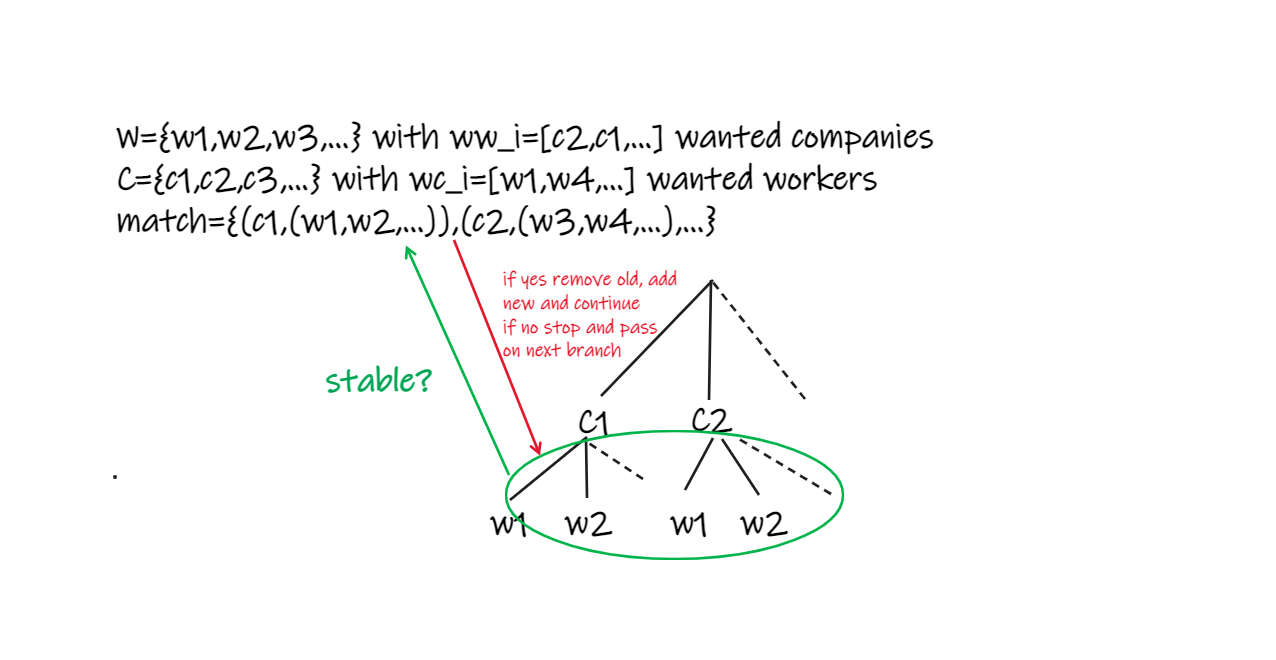 W={w1,w2,w3,...} with ww_i=[c2,c1,...] wanted companies
C={c1,c2,c3,...} with wc_i=[w1,w4,...] wanted workers
match={(c1,(w1,w2,...)),(c2,(w3,w4,...),...}
if yes remove old, add
new and continue
if no stop and pass
on next branch
stable?
C1 C2
w1 w2 w1 w2
.